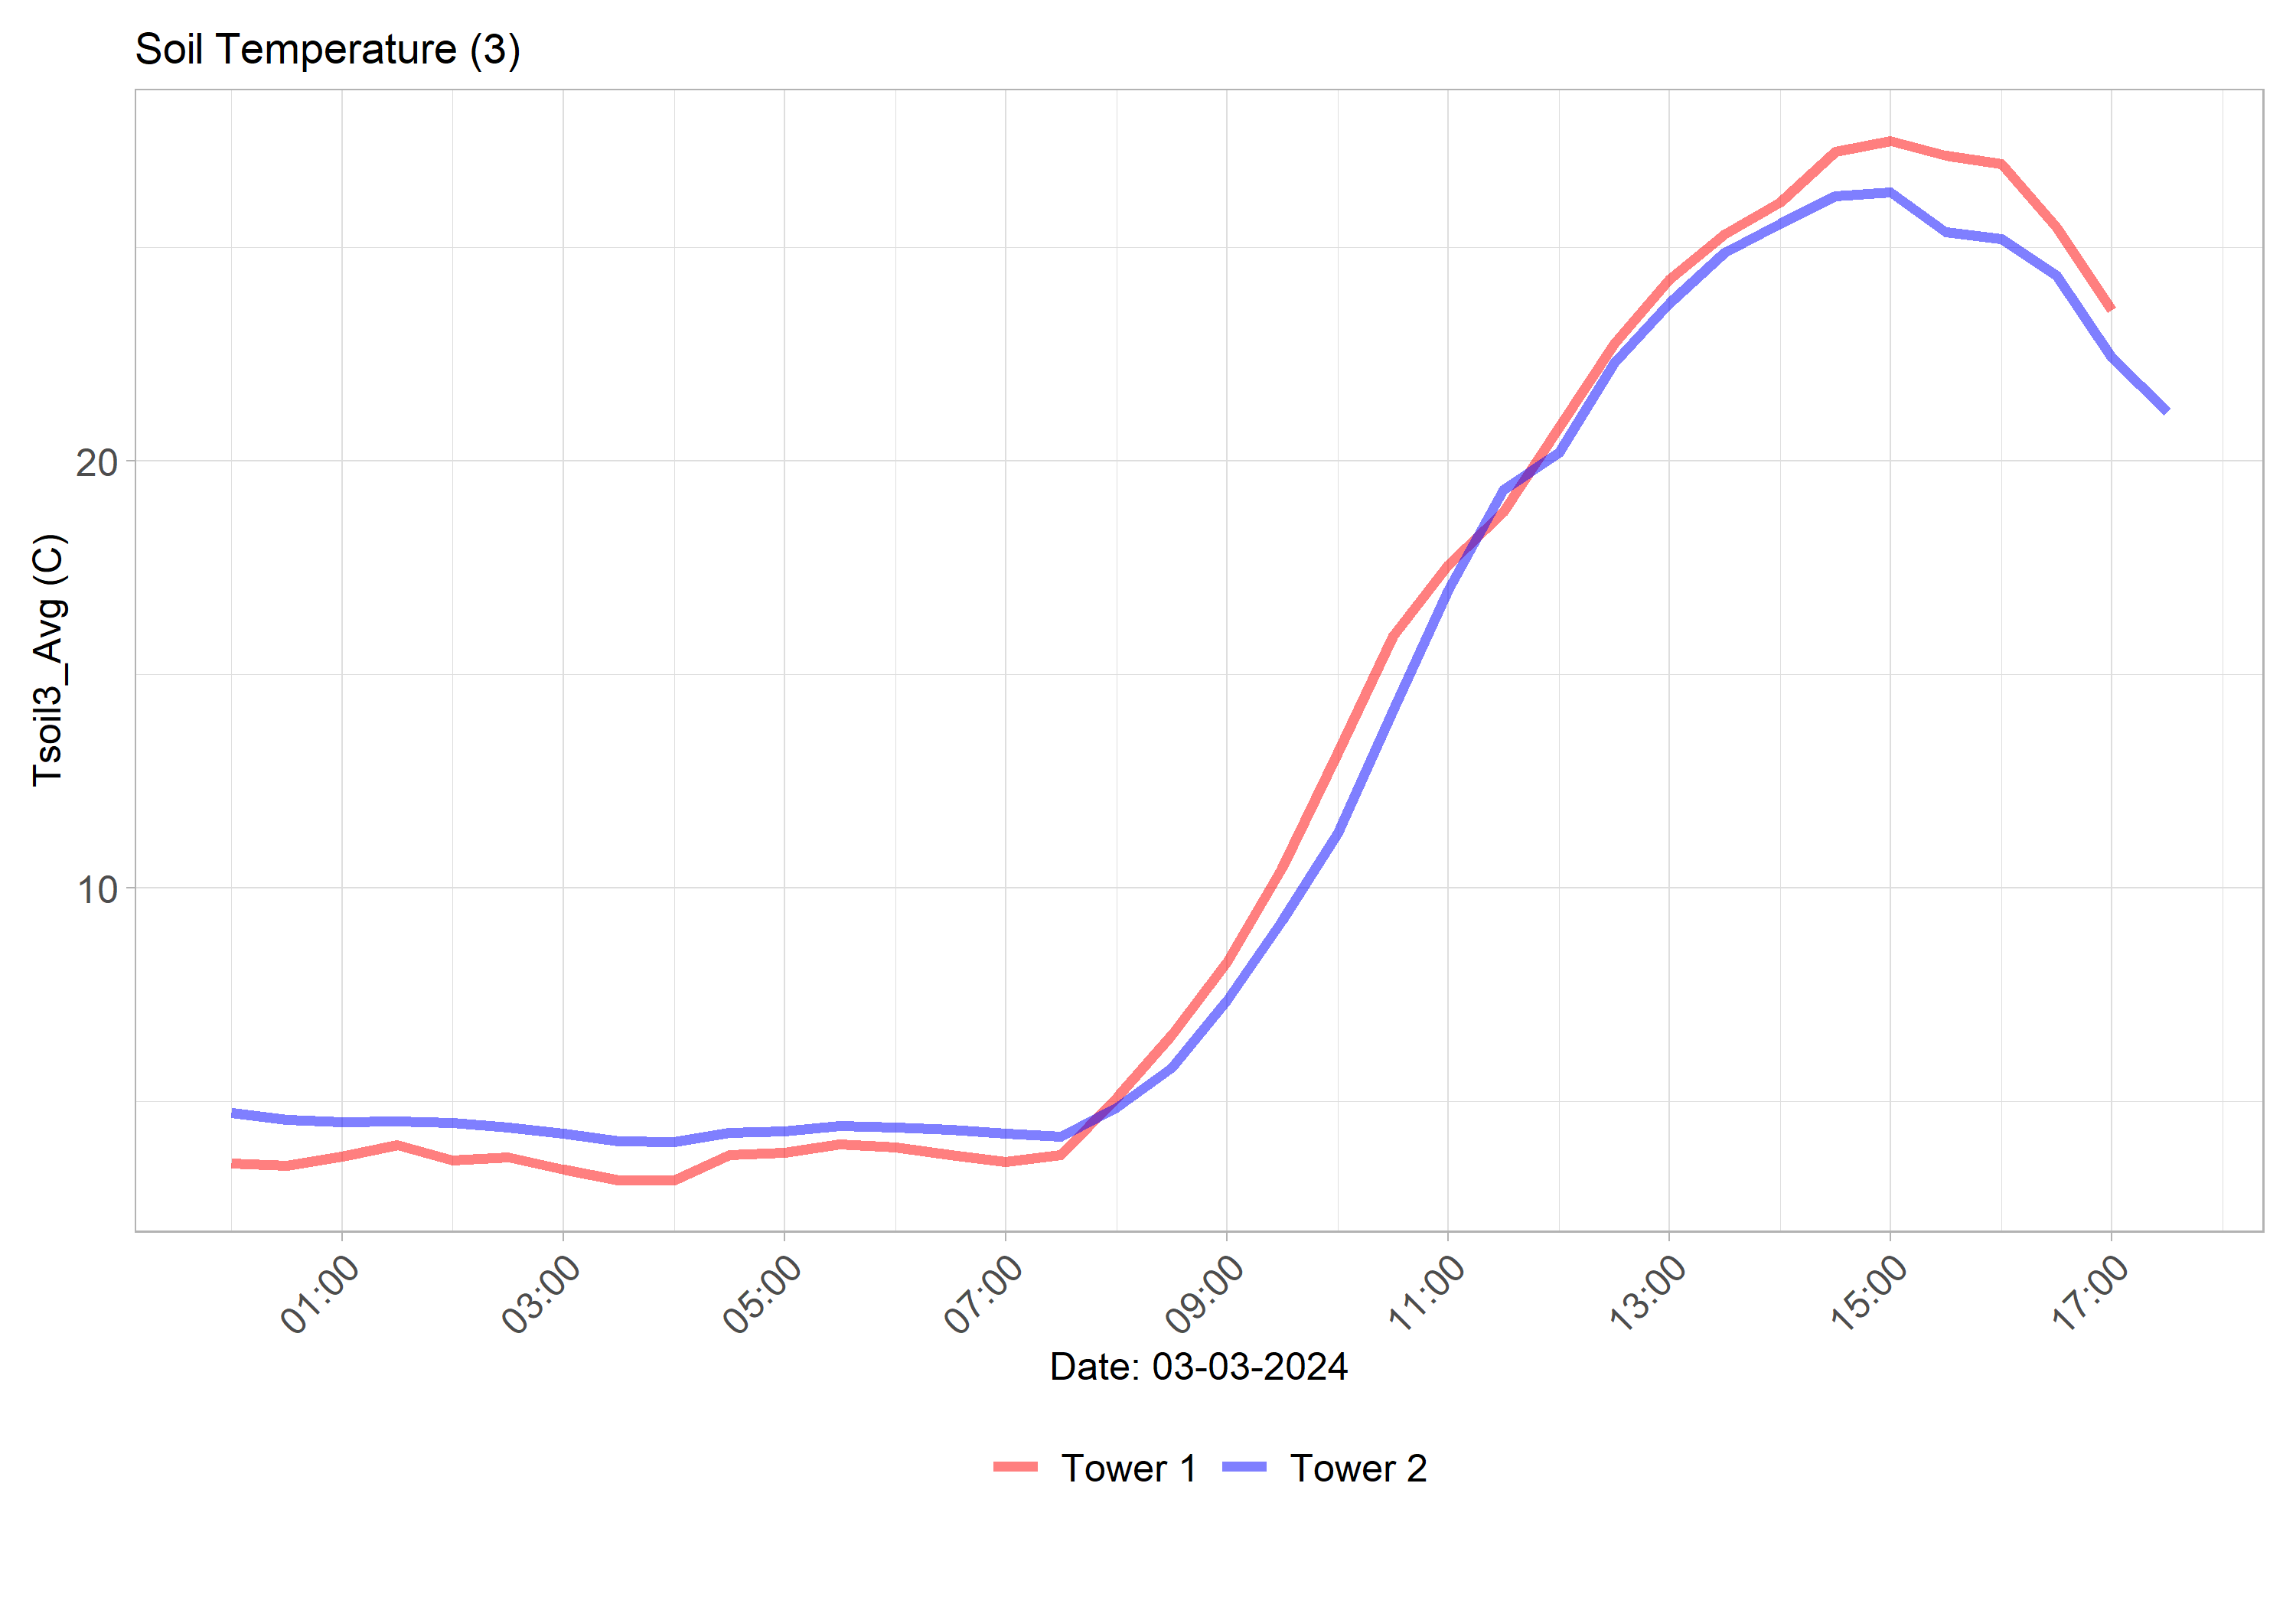 Soil Temperature (3)
Tsoil3_Avg (C)
20
10
01:00 03:00 05:00 07:00 09:00 11:00 13:00 15:00 17:00
Date: 03-03-2024
Tower 1 Tower 2